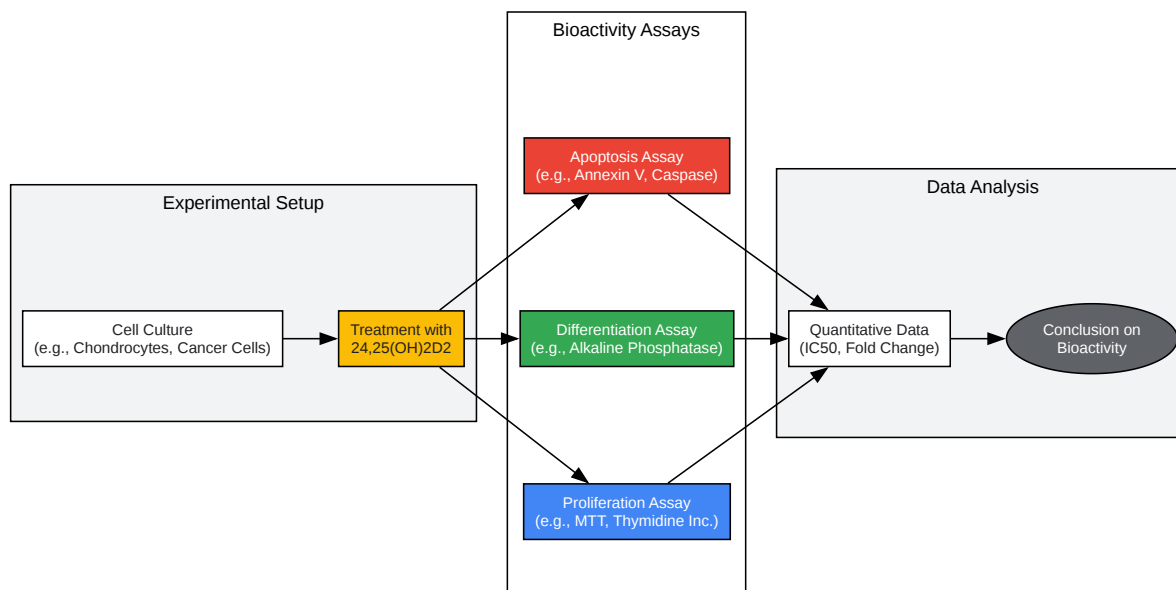 Experimental Setup
Cell Culture
(e.g., Chondrocytes, Cancer Cells)
Treatment with
24,25(OH)2D2
Bioactivity Assays
Apoptosis Assay
(e.g., Annexin V, Caspase)
Differentiation Assay
(e.g., Alkaline Phosphatase)
Proliferation Assay
(e.g., MTT, Thymidine Inc.)
Data Analysis
Quantitative Data
(IC50, Fold Change)
Conclusion on
Bioactivity